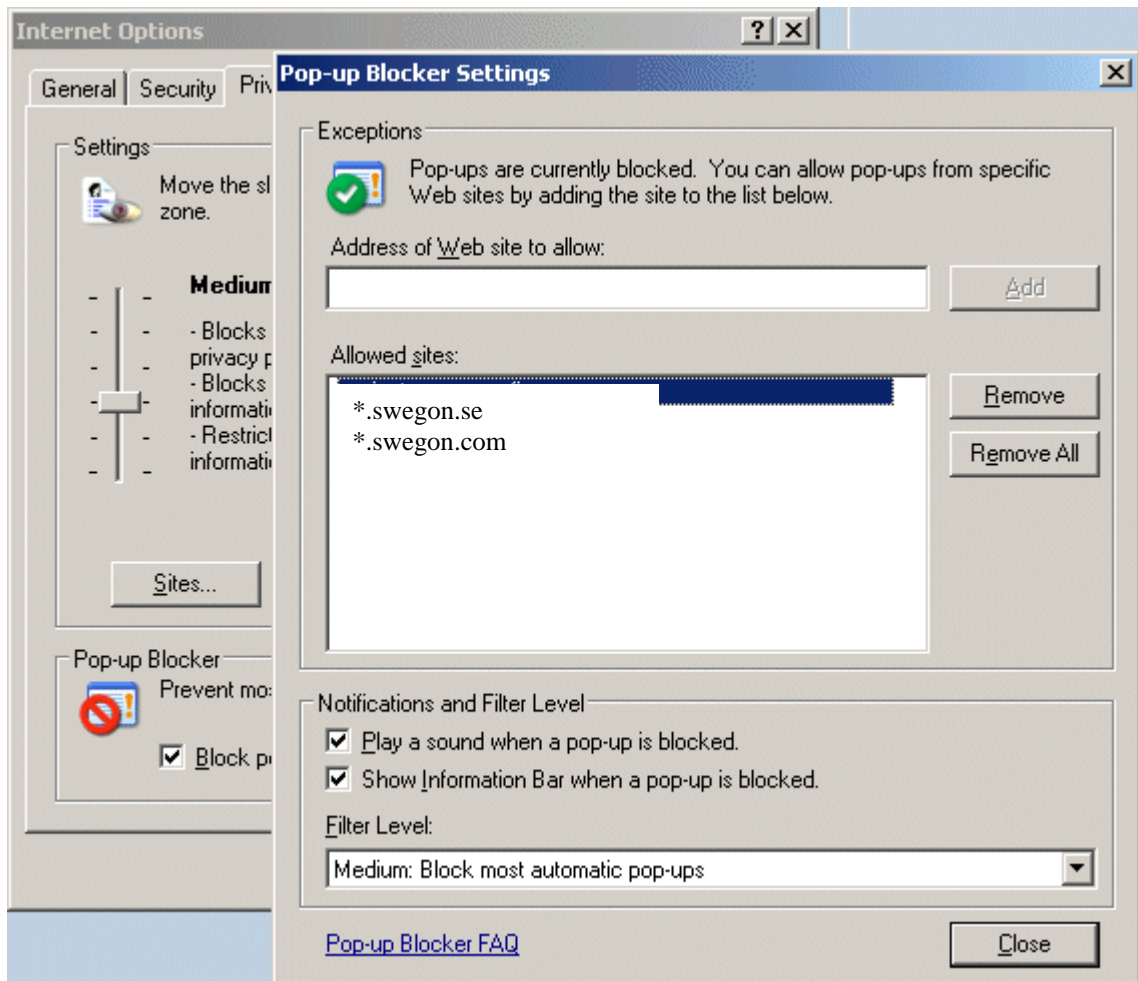 Internet Options
General
Security
Pri
Settings
Move the sl
zone.
Medium
- Blocks
privacy p
- Blocks
informati
- Restrict
informati
Sites...
Pop-up Blocker
Prevent mo
Block p
Pop-up Blocker Settings
Exceptions
Pop-ups are currently blocked. You can allow pop-ups from specific
Web sites by adding the site to the list below.
Address of Web site to allow:
Add
Allowed sites:
*.swegon.se
*.swegon.com
Remove
Remove All
Notifications and Filter Level
Play a sound when a pop-up is blocked.
Show Information Bar when a pop-up is blocked.
Filter Level:
Medium: Block most automatic pop-ups
Pop-up Blocker FAQ
Close